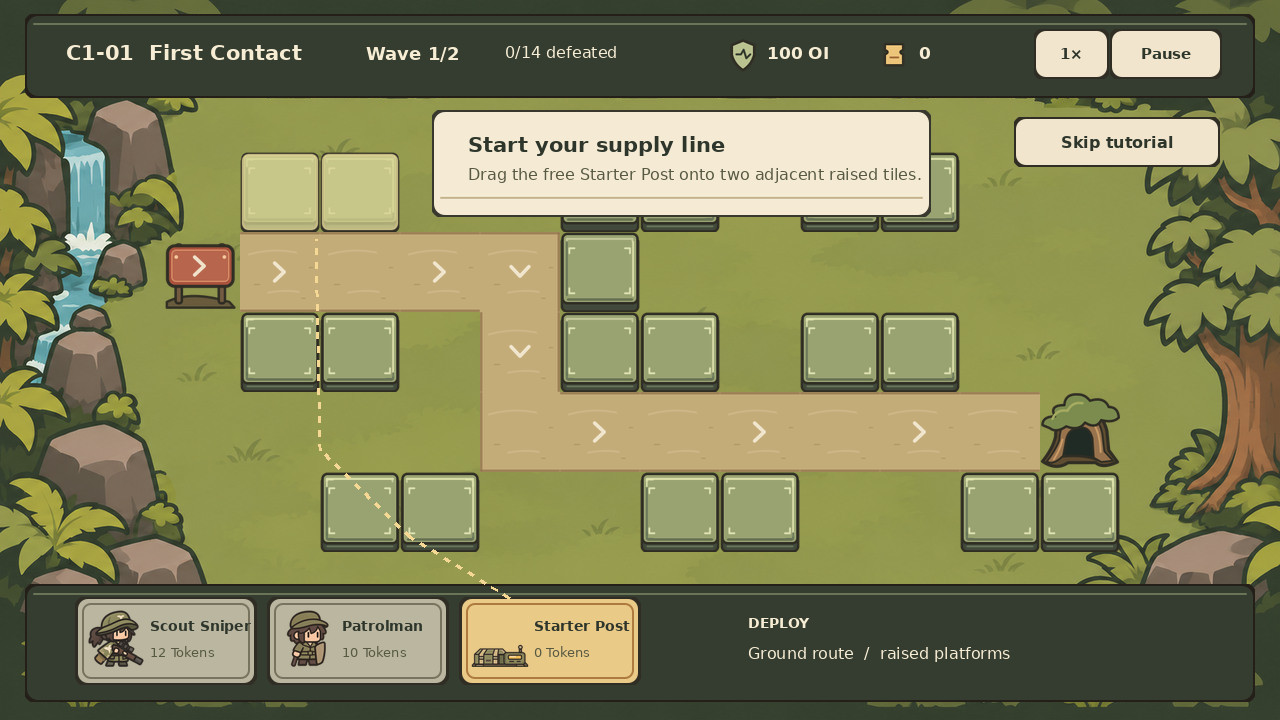 C1-01 First Contact
Wave 1/2
0/14 defeated
100 OI
0
1×
Pause
Start your supply line
Drag the free Starter Post onto two adjacent raised tiles.
Skip tutorial
Scout Sniper
12 Tokens
Patrolman
10 Tokens
Starter Post
0 Tokens
DEPLOY
Ground route / raised platforms